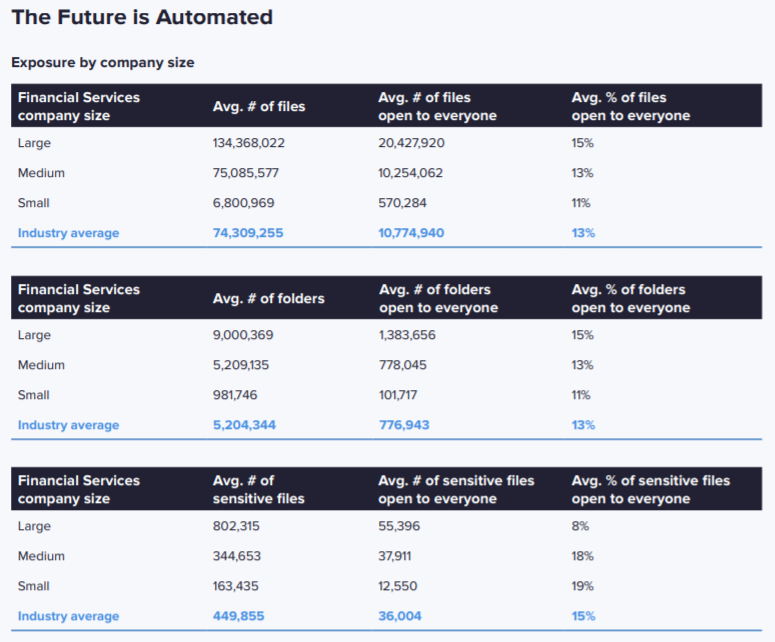 The Future is Automated
Exposure by company size
Financial Services company size Avg. # of files Avg. # of files open to everyone Avg. % of files open to everyone
Large 134,368,022 20,427,920 15%
Medium 75,085,577 10,254,062 13%
Small 6,800,969 570,284 11%
Industry average 74,309,255 10,774,940 13%
Financial Services company size Avg. # of folders Avg. # of folders open to everyone Avg. % of folders open to everyone
Large 9,000,369 1,383,656 15%
Medium 5,209,135 778,045 13%
Small 981,746 101,717 11%
Industry average 5,204,344 776,943 13%
Financial Services company size Avg. # of sensitive files Avg. # of sensitive files open to everyone Avg. % of sensitive files open to everyone
Large 802,315 55,396 8%
Medium 344,653 37,911 18%
Small 163,435 12,550 19%
Industry average 449,855 36,004 15%